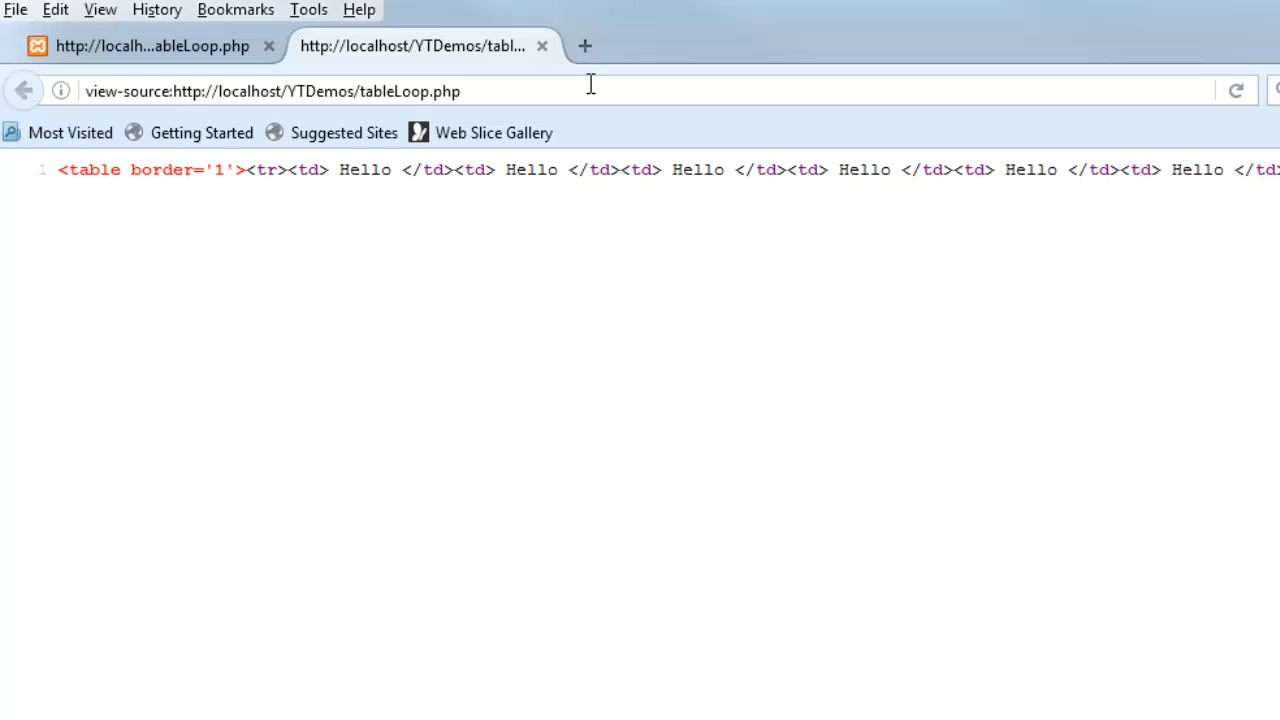 File Edit View History Bookmarks Tools Help
http://localh...ableLoop.php http://localhost/YTDemos/tabl...
view-source:http://localhost/YTDemos/tableLoop.php
Most Visited Getting Started Suggested Sites Web Slice Gallery
1 <table border='1'><tr><td> Hello </td><td> Hello </td><td> Hello </td><td> Hello </td><td> Hello </td><td> Hello </td>